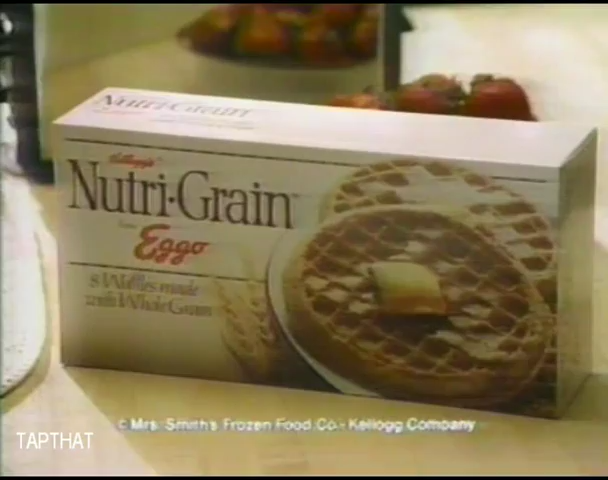 Nutri-Grain
Kellogg's
Nutri·Grain
from
Eggo
8 Waffles made
with Whole Grain
© Mrs. Smith's Frozen Food Co.- Kellogg Company
TAPTHAT